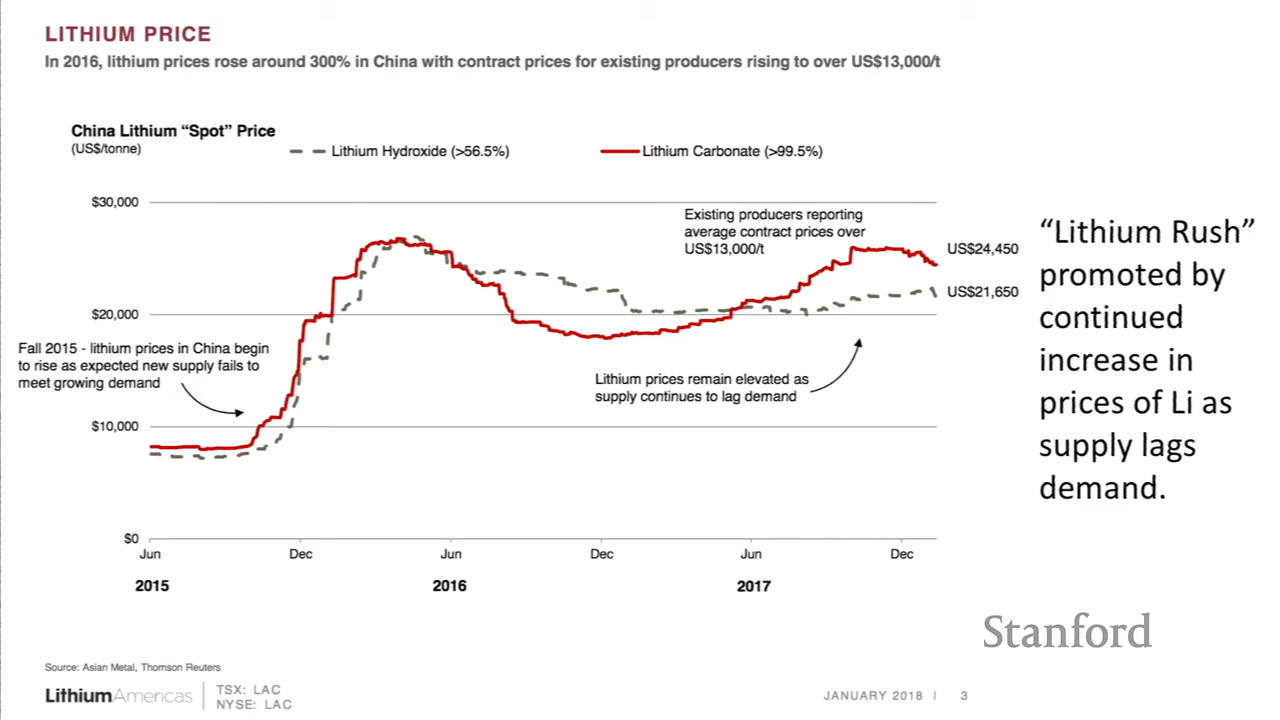 LITHIUM PRICE
In 2016, lithium prices rose around 300% in China with contract prices for existing producers rising to over US$13,000/t
China Lithium “Spot” Price
(US$/tonne)
Lithium Hydroxide (>56.5%)
Lithium Carbonate (>99.5%)
$30,000
$20,000
$10,000
$0
Existing producers reporting
average contract prices over
US$13,000/t
US$24,450
US$21,650
Fall 2015 - lithium prices in China begin
to rise as expected new supply fails to
meet growing demand
Lithium prices remain elevated as
supply continues to lag demand
Jun
Dec
Jun
Dec
Jun
Dec
2015
2016
2017
“Lithium Rush”
promoted by
continued
increase in
prices of Li as
supply lags
demand.
Stanford
Source: Asian Metal, Thomson Reuters
LithiumAmericas
TSX: LAC
NYSE: LAC
JANUARY 2018 | 3